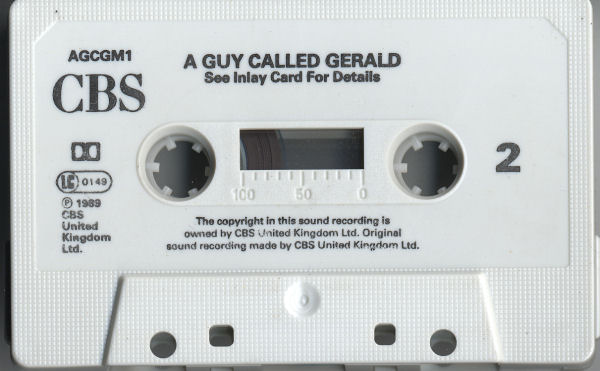 AGCGM1
CBS
A GUY CALLED GERALD
See Inlay Card For Details
LC 0149
℗ 1989
CBS
United
Kingdom
Ltd.
2
100 50 0
The copyright in this sound recording is
owned by CBS United Kingdom Ltd. Original
sound recording made by CBS United Kingdom Ltd.